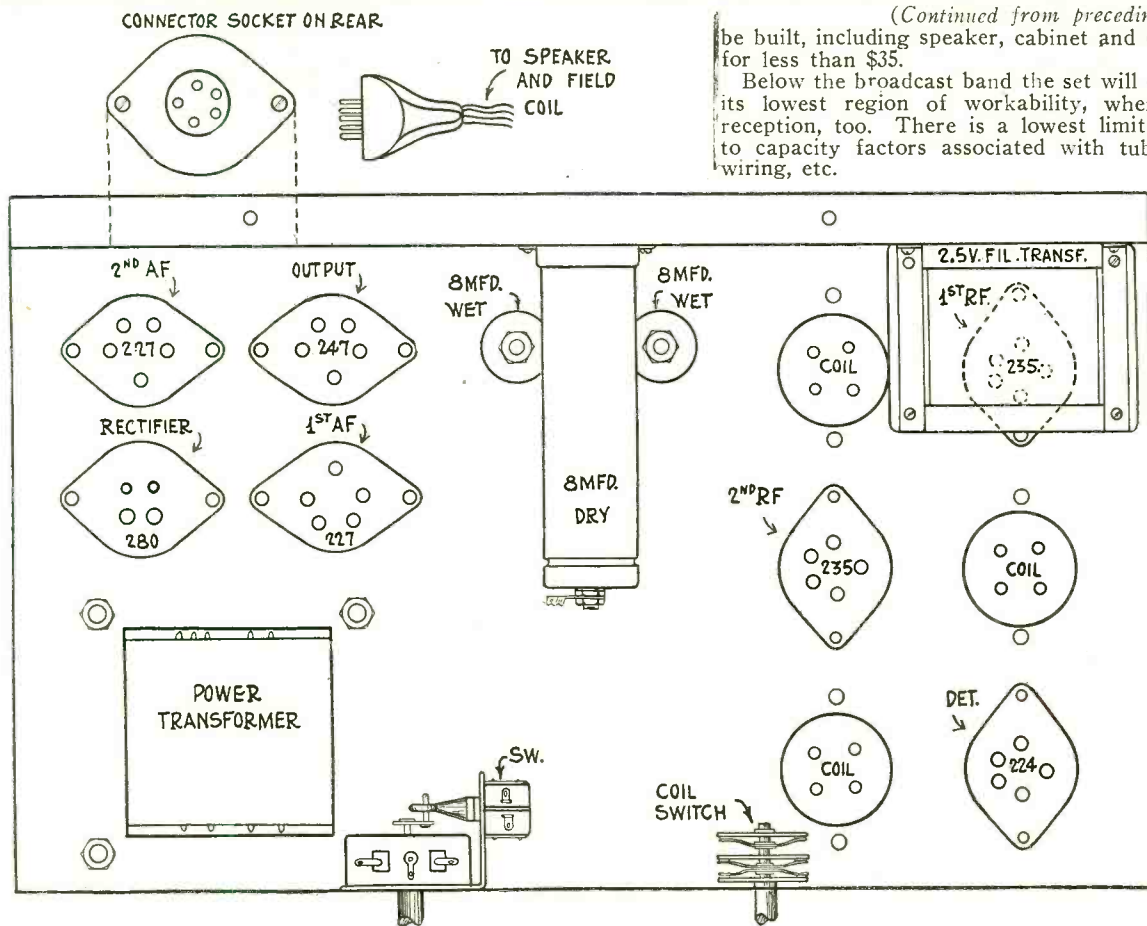 CONNECTOR SOCKET ON REAR
TO SPEAKER
AND FIELD
COIL
(Continued from
be built, including speaker, cabinet and
for less than $35.
Below the broadcast band the set will
its lowest region of workability,
reception, too. There is a lowest limit
to capacity factors associated with
wiring, etc.
2ND AF
OUTPUT
8MFD.
WET
8MFD.
WET
2.5V. FIL. TRANSF.
1ST RF.
227
247
COIL
235.
RECTIFIER
1ST AF
8MFD.
DRY
2ND RF
280
227
235
COIL
POWER
TRANSFORMER
DET.
SW.
COIL
SWITCH
COIL
224